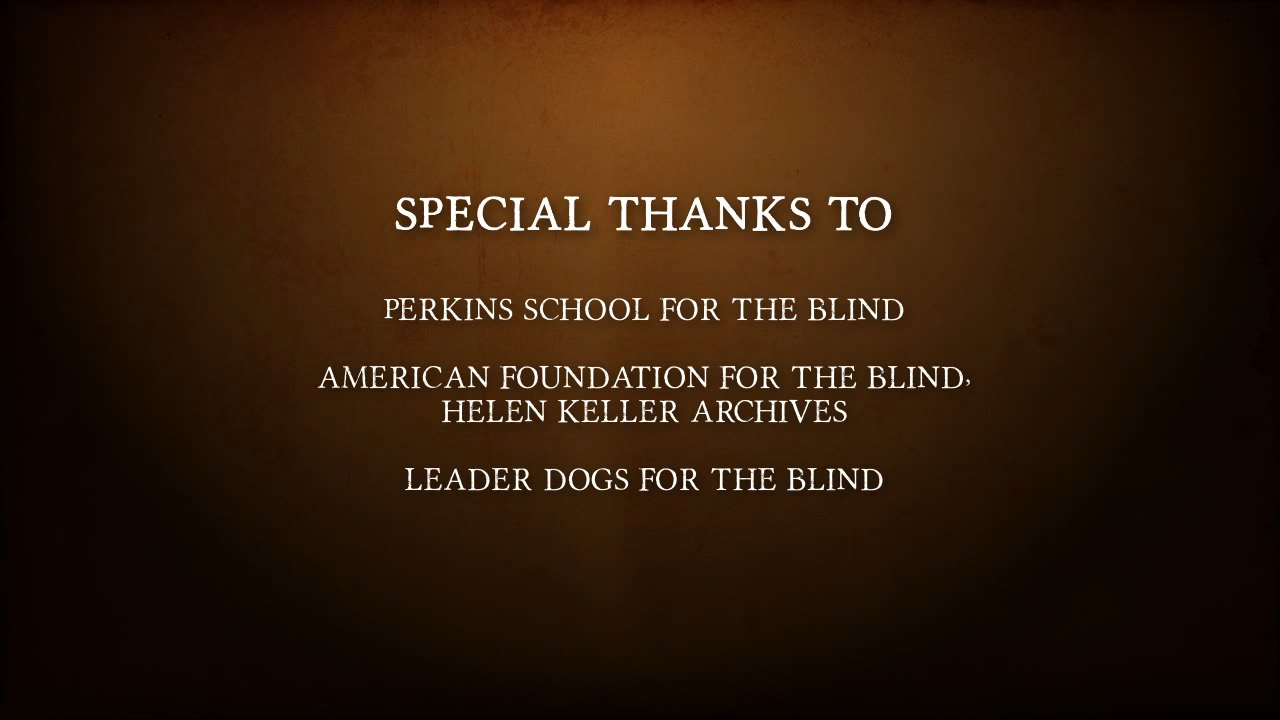 SPECIAL THANKS TO
PERKINS SCHOOL FOR THE BLIND
AMERICAN FOUNDATION FOR THE BLIND,
HELEN KELLER ARCHIVES
LEADER DOGS FOR THE BLIND